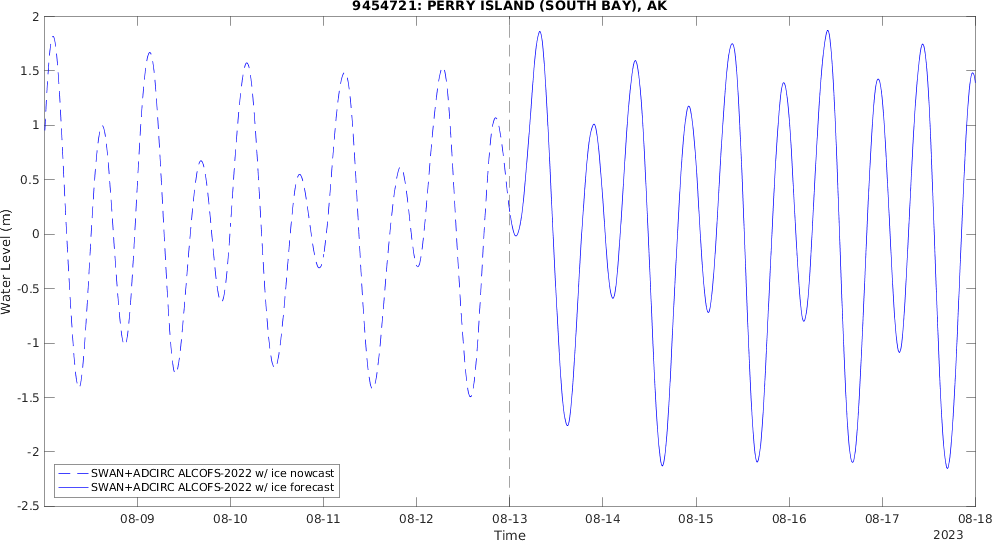 9454721: PERRY ISLAND (SOUTH BAY), AK
2
1.5
1
0.5
0
-0.5
-1
-1.5
-2
-2.5
Water Level (m)
SWAN+ADCIRC ALCOFS-2022 w/ ice nowcast
SWAN+ADCIRC ALCOFS-2022 w/ ice forecast
08-09 08-10 08-11 08-12 08-13 08-14 08-15 08-16 08-17 08-18
Time
2023